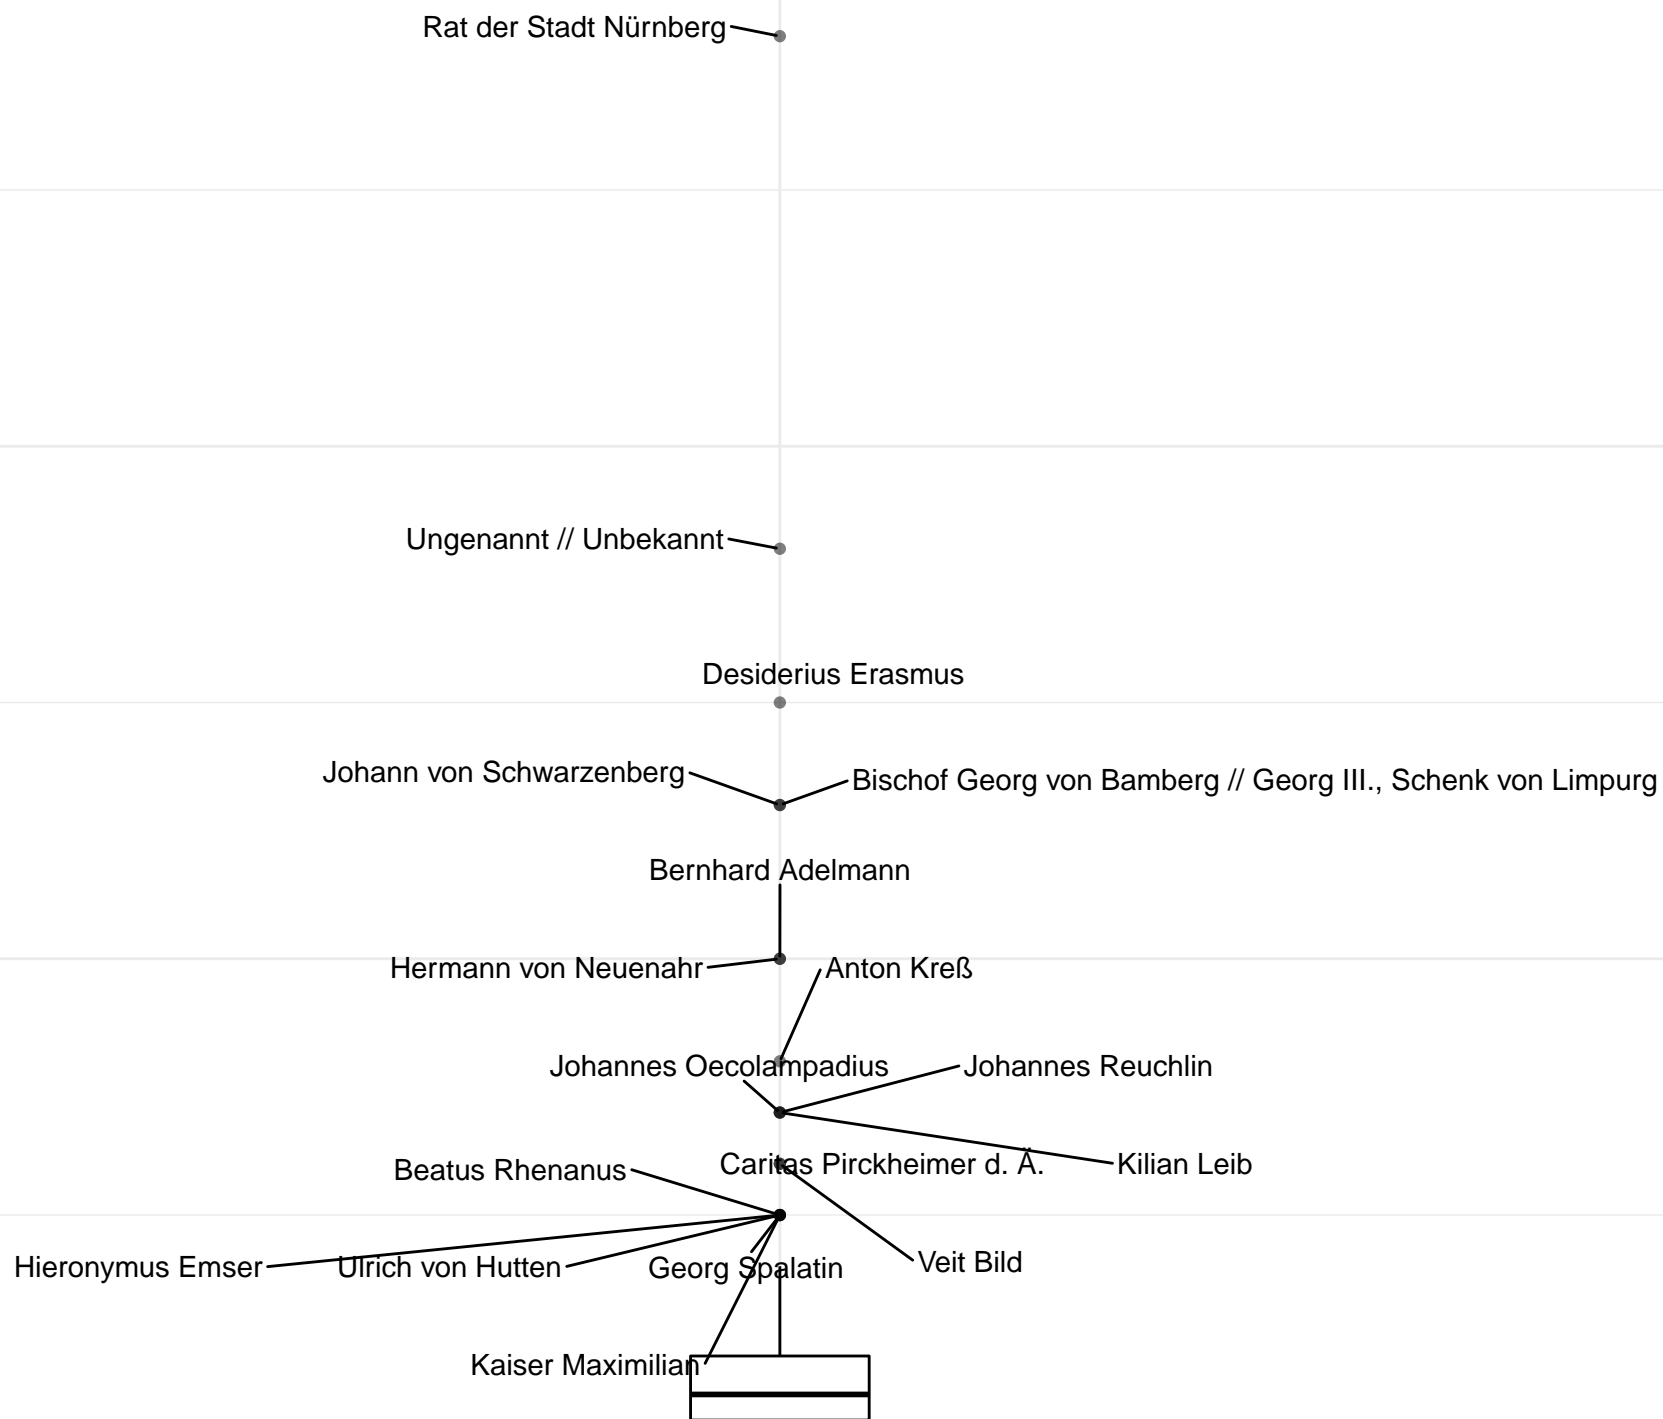 Rat der Stadt Nürnberg
Ungenannt // Unbekannt
Desiderius Erasmus
Johann von Schwarzenberg
Bischof Georg von Bamberg // Georg III., Schenk von Limpurg
Bernhard Adelmann
Hermann von Neuenahr
Anton Kreß
Johannes Oecolampadius
Johannes Reuchlin
Caritas Pirckheimer d. Ä.
Kilian Leib
Beatus Rhenanus
Hieronymus Emser
Ulrich von Hutten
Georg Spalatin
Veit Bild
Kaiser Maximilian